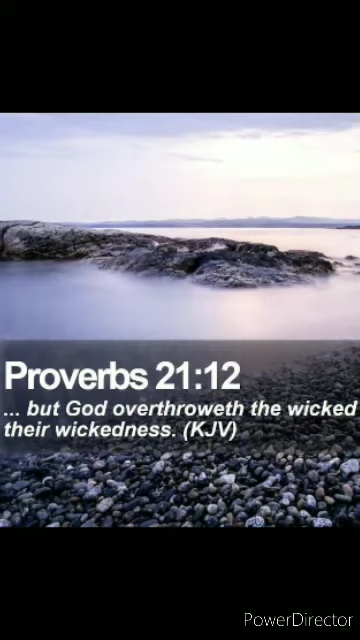 Proverbs 21:12
... but God overthroweth the wicked
their wickedness. (KJV)
PowerDirector